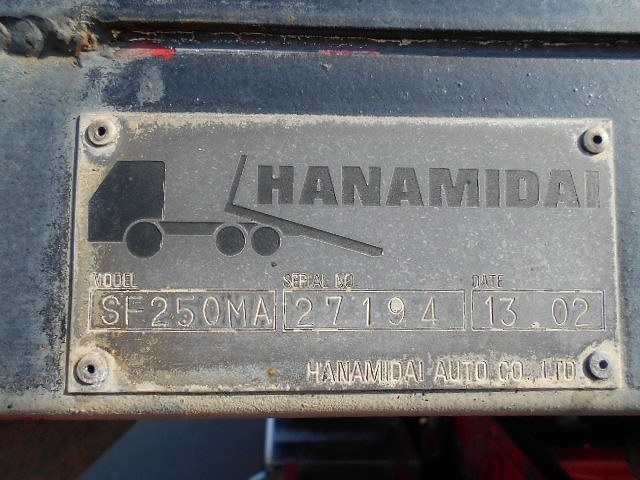 HANAMIDAI
MODEL SERIAL NO. DATE
SF250MA 27194 13 02
HANAMIDAI AUTO. CO., LTD.